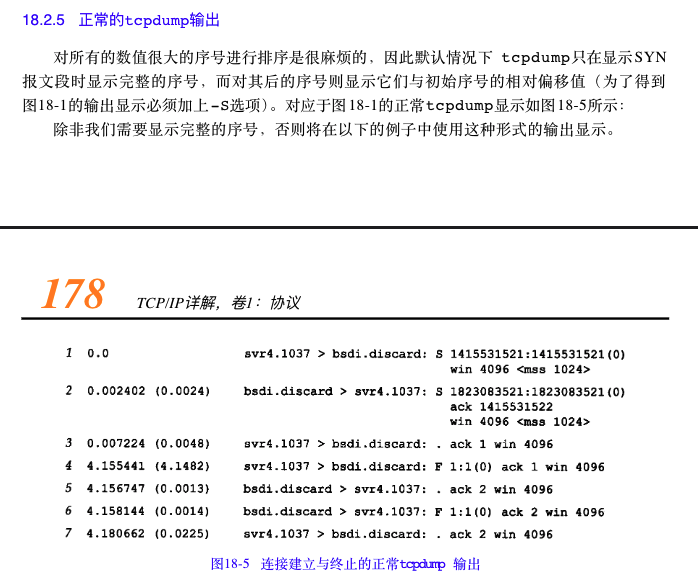 18.2.5 正常的tcpdump输出
对所有的数值很大的序号进行排序是很麻烦的，因此默认情况下 tcpdump只在显示SYN
报文段时显示完整的序号，而对其后的序号则显示它们与初始序号的相对偏移值（为了得到
图18-1的输出显示必须加上-S选项）。对应于图18-1的正常tcpdump显示如图18-5所示：
除非我们需要显示完整的序号，否则将在以下的例子中使用这种形式的输出显示。
178 TCP/IP详解，卷1：协议
1 0.0 svr4.1037 > bsdi.discard: S 1415531521:1415531521(0)
win 4096 <mss 1024>
2 0.002402 (0.0024) bsdi.discard > svr4.1037: S 1823083521:1823083521(0)
ack 1415531522
win 4096 <mss 1024>
3 0.007224 (0.0048) svr4.1037 > bsdi.discard: . ack 1 win 4096
4 4.155441 (4.1482) svr4.1037 > bsdi.discard: F 1:1(0) ack 1 win 4096
5 4.156747 (0.0013) bsdi.discard > svr4.1037: . ack 2 win 4096
6 4.158144 (0.0014) bsdi.discard > svr4.1037: F 1:1(0) ack 2 win 4096
7 4.180662 (0.0225) svr4.1037 > bsdi.discard: . ack 2 win 4096
图18-5 连接建立与终止的正常tcpdump 输出